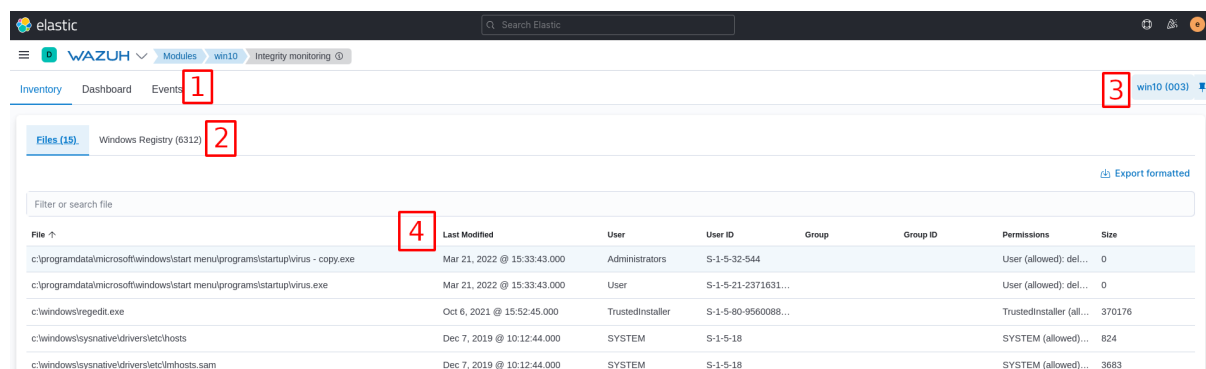 elastic Search Elastic e
D WAZUH Modules win10 Integrity monitoring
Inventory Dashboard Events 1 3 win10 (003)
Files (15) Windows Registry (6312) 2
Export formatted
Filter or search file
File ↑ 4 Last Modified User User ID Group Group ID Permissions Size
c:\programdata\microsoft\windows\start menu\programs\startup\virus - copy.exe Mar 21, 2022 @ 15:33:43.000 Administrators S-1-5-32-544 User (allowed): del... 0
c:\programdata\microsoft\windows\start menu\programs\startup\virus.exe Mar 21, 2022 @ 15:33:43.000 User S-1-5-21-2371631... User (allowed): del... 0
c:\windows\regedit.exe Oct 6, 2021 @ 15:52:45.000 TrustedInstaller S-1-5-80-9560088... TrustedInstaller (all... 370176
c:\windows\sysnative\drivers\etc\hosts Dec 7, 2019 @ 10:12:44.000 SYSTEM S-1-5-18 SYSTEM (allowed)... 824
c:\windows\sysnative\drivers\etc\lmhosts.sam Dec 7, 2019 @ 10:12:44.000 SYSTEM S-1-5-18 SYSTEM (allowed)... 3683